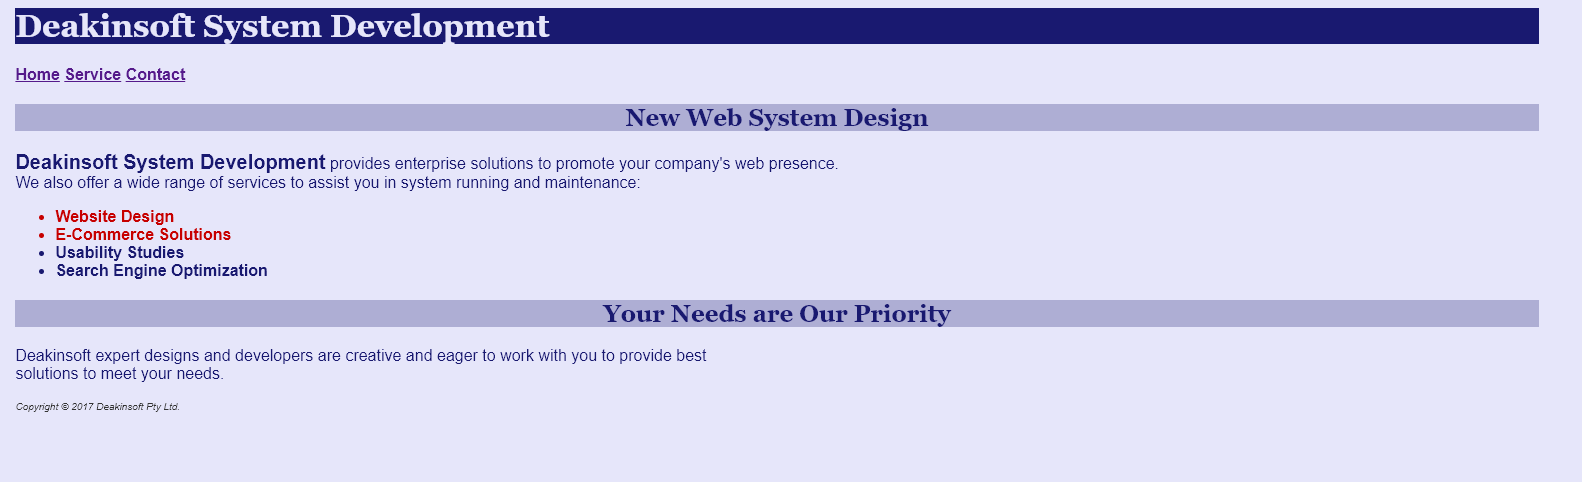 Deakinsoft System Development
Home Service Contact
New Web System Design
Deakinsoft System Development provides enterprise solutions to promote your company's web presence.
We also offer a wide range of services to assist you in system running and maintenance:
• Website Design
• E-Commerce Solutions
• Usability Studies
• Search Engine Optimization
Your Needs are Our Priority
Deakinsoft expert designs and developers are creative and eager to work with you to provide best
solutions to meet your needs.
Copyright © 2017 Deakinsoft Pty Ltd.